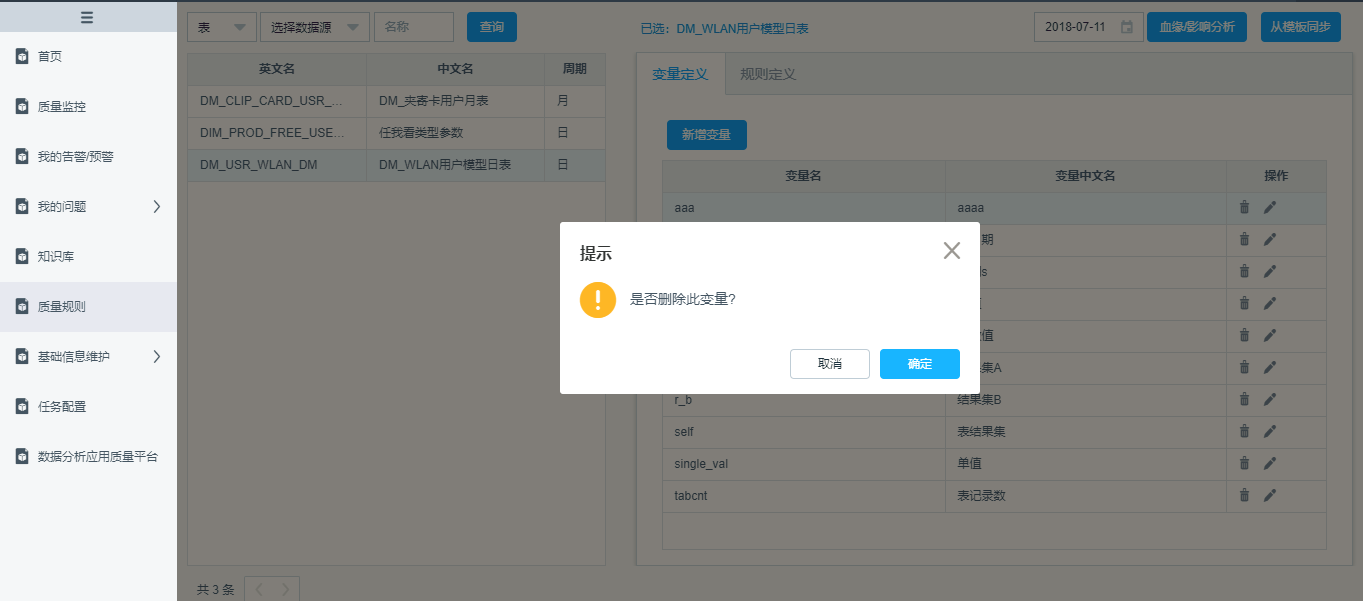 首页
质量监控
我的告警/预警
我的问题
知识库
质量规则
基础信息维护
任务配置
数据分析应用质量平台
表 选择数据源 名称 查询
英文名 中文名 周期
DM_CLIP_CARD_USR_... DM_夹寄卡用户月表 月
DIM_PROD_FREE_USE... 任我看类型参数 日
DM_USR_WLAN_DM DM_WLAN用户模型日表 日
共 3 条
已选: DM_WLAN用户模型日表 2018-07-11 血缘/影响分析 从模板同步
变量定义 规则定义
新增变量
变量名 变量中文名 操作
aaa aaaa
期
s
值
集A
r_b 结果集B
self 表结果集
single_val 单值
tabcnt 表记录数
提示
是否删除此变量?
取消 确定